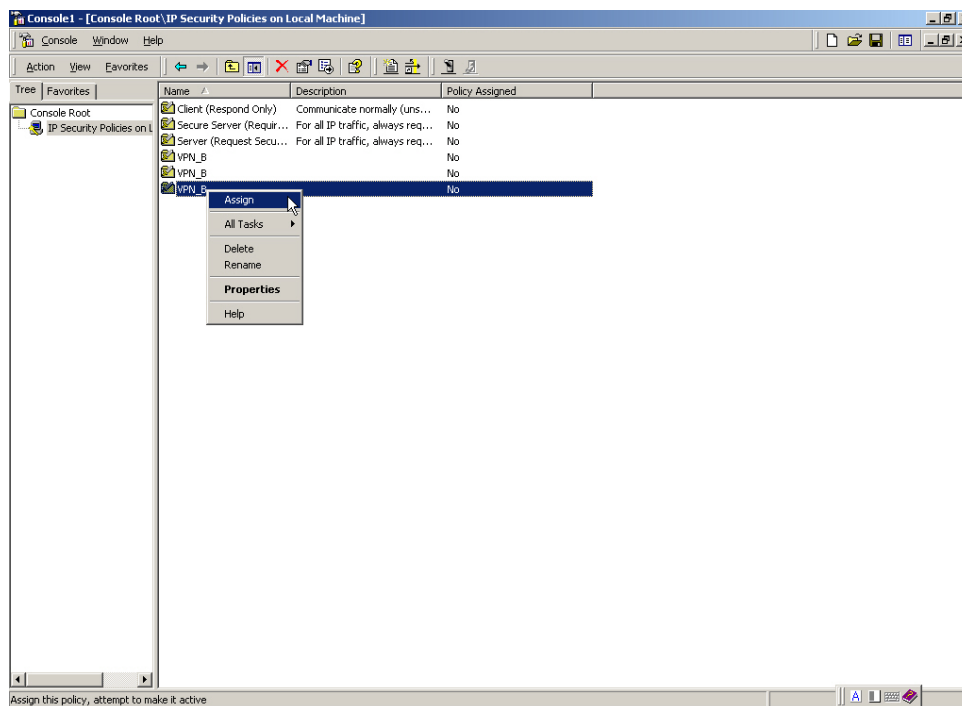 Console1 - [Console Root\IP Security Policies on Local Machine]
Console Window Help
Action View Favorites
Tree Favorites
Name Description Policy Assigned
Console Root
IP Security Policies on L
Client (Respond Only) Communicate normally (uns... No
Secure Server (Requir... For all IP traffic, always req... No
Server (Request Secu... For all IP traffic, always req... No
VPN_B No
VPN_B No
VPN_B No
Assign
All Tasks
Delete
Rename
Properties
Help
Assign this policy, attempt to make it active
A